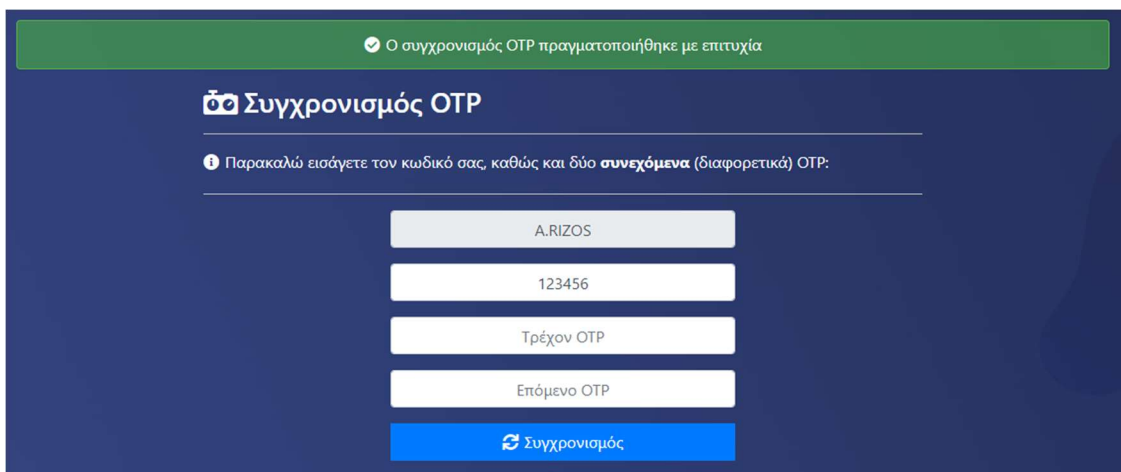 Ο συγχρονισμός OTP πραγματοποιήθηκε με επιτυχία
Συγχρονισμός OTP
Παρακαλώ εισάγετε τον κωδικό σας, καθώς και δύο συνεχόμενα (διαφορετικά) OTP:
A.RIZOS
123456
Τρέχον OTP
Επόμενο OTP
Συγχρονισμός